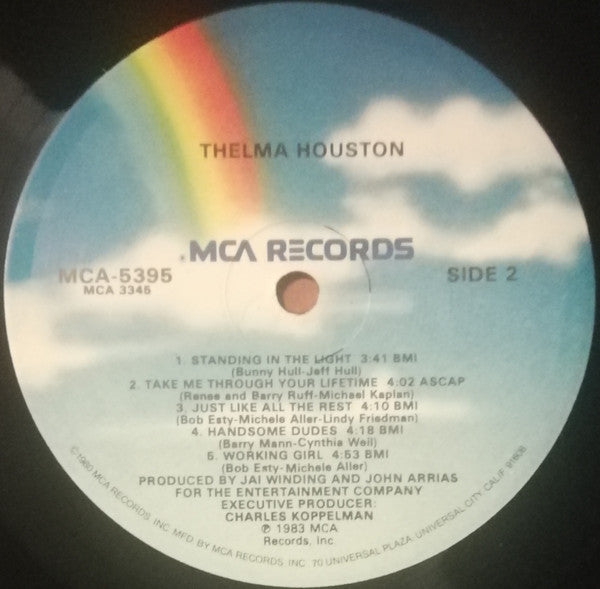 THELMA HOUSTON
MCA RECORDS
MCA-5395
MCA 3345
SIDE 2
1. STANDING IN THE LIGHT 3:41 BMI
(Bunny Hull-Jeff Hull)
2. TAKE ME THROUGH YOUR LIFETIME 4:02 ASCAP
(Renee and Barry Ruff-Michael Kaplan)
3. JUST LIKE ALL THE REST 4:10 BMI
(Bob Esty-Michele Aller-Lindy Friedman)
4. HANDSOME DUDES 4:18 BMI
(Barry Mann-Cynthia Weil)
5. WORKING GIRL 4:53 BMI
(Bob Esty-Michele Aller)
PRODUCED BY JAI WINDING AND JOHN ARRIAS
FOR THE ENTERTAINMENT COMPANY
EXECUTIVE PRODUCER:
CHARLES KOPPELMAN
℗ 1983 MCA
Records, Inc.
©1980 MCA RECORDS, INC. MFD. BY MCA RECORDS, INC. 70 UNIVERSAL PLAZA, UNIVERSAL CITY, CALIF. 91608